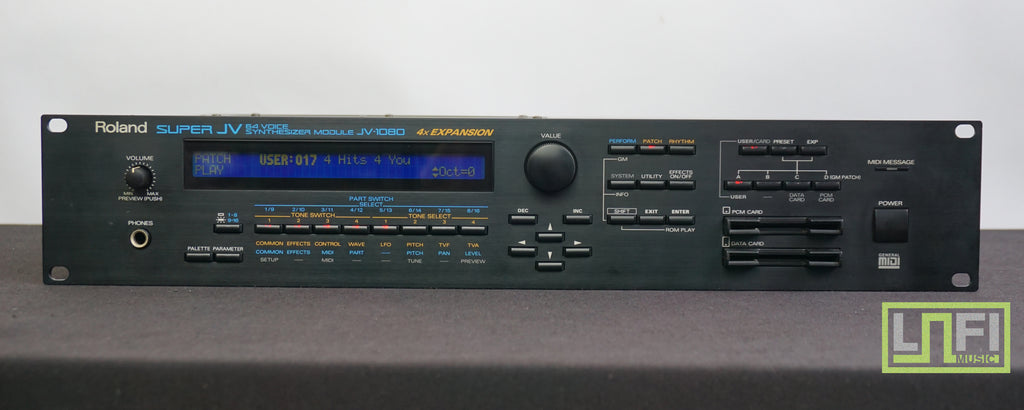 Roland SUPER JV 64 VOICE SYNTHESIZER MODULE JV-1080 4x EXPANSION
VOLUME
MIN MAX
PREVIEW (PUSH)
PHONES
PATCH USER:017 4 Hits 4 You
PLAY Oct=0
PART SWITCH
SELECT
1/9 2/10 3/11 4/12 5/13 6/14 7/15 8/16
TONE SWITCH TONE SELECT
1 2 3 4 1 2 3 4
1-8
9-16
PALETTE PARAMETER
COMMON EFFECTS CONTROL WAVE LFO PITCH TVF TVA
COMMON EFFECTS MIDI PART PITCH PAN LEVEL
SETUP MIDI TUNE PREVIEW
VALUE
DEC INC
PERFORM PATCH RHYTHM
GM
SYSTEM UTILITY EFFECTS ON/OFF
INFO
SHIFT EXIT ENTER
ROM PLAY
USER/CARD PRESET EXP
A B C D (GM PATCH)
USER DATA CARD PCM CARD
PCM CARD
DATA CARD
MIDI MESSAGE
POWER
GENERAL
MIDI
LNFI
MUSIC